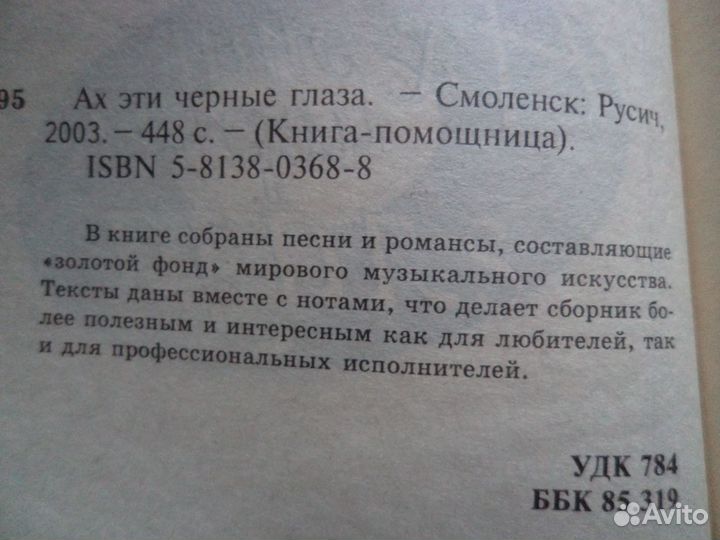 95 Ах эти черные глаза. — Смоленск: Русич,
2003. — 448 с. — (Книга-помощница).
ISBN 5-8138-0368-8
В книге собраны песни и романсы, составляющие
«золотой фонд» мирового музыкального искусства.
Тексты даны вместе с нотами, что делает сборник бо-
лее полезным и интересным как для любителей, так
и для профессиональных исполнителей.
УДК 784
ББК 85.319
Avito